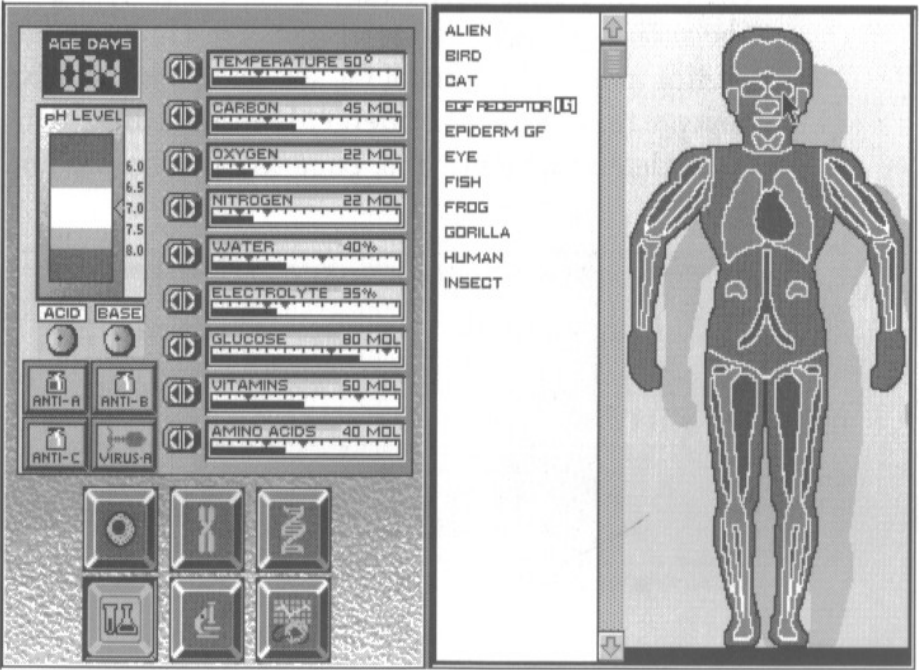 AGE DAYS
034
pH LEVEL
6.0
6.5
7.0
7.5
8.0
ACID BASE
ANTI-A ANTI-B
ANTI-C VIRUS-A
TEMPERATURE 50°
CARBON 45 MOL
OXYGEN 22 MOL
NITROGEN 22 MOL
WATER 40%
ELECTROLYTE 35%
GLUCOSE 80 MOL
VITAMINS 50 MOL
AMINO ACIDS 40 MOL
ALIEN
BIRD
CAT
EGF RECEPTOR [IG]
EPIDERM GF
EYE
FISH
FROG
GORILLA
HUMAN
INSECT